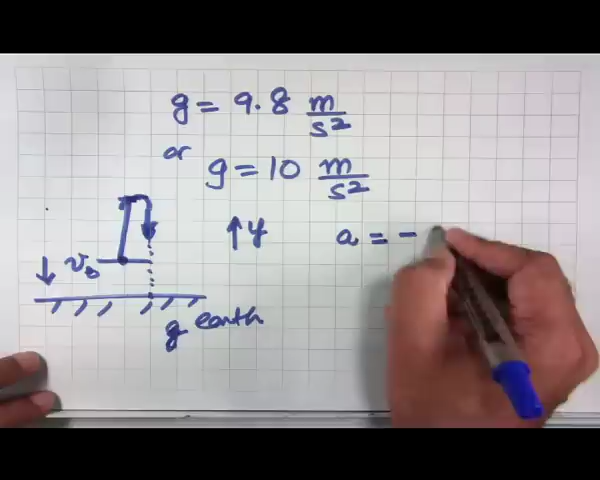 g = 9.8 m/s²
or
g = 10 m/s²
↑y a = -
v₀
g earth